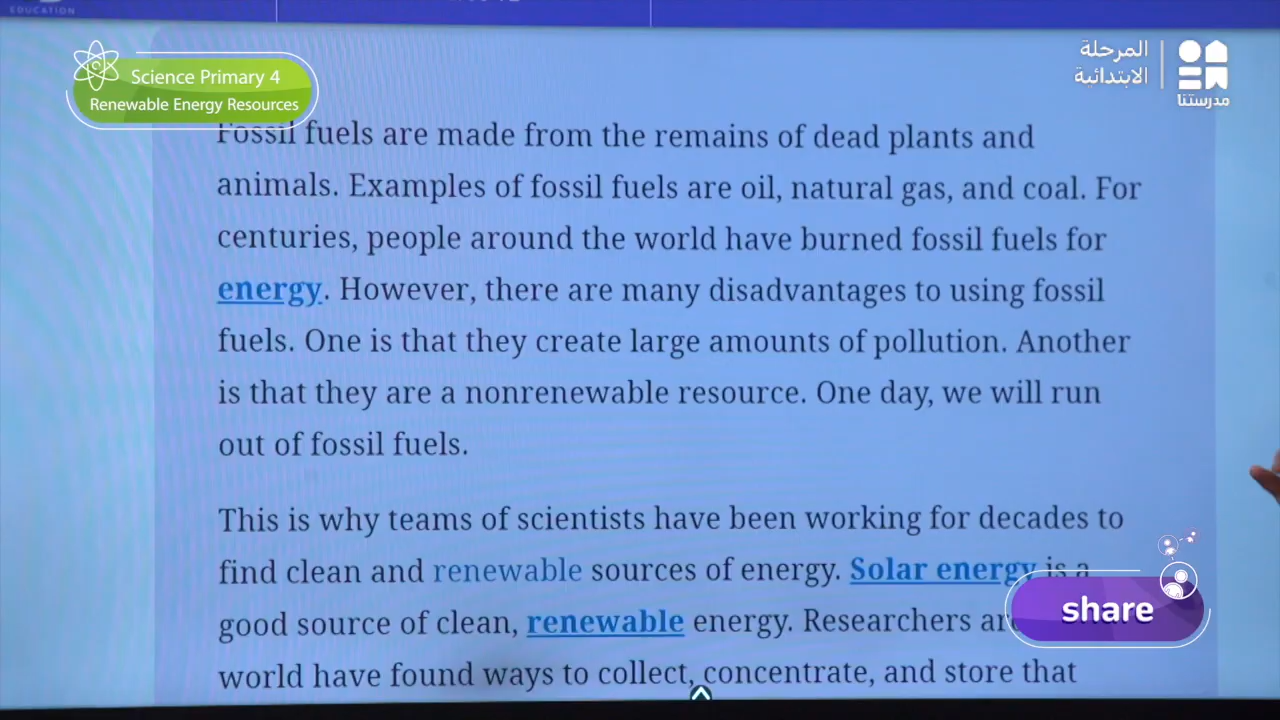 EDUCATION
Science Primary 4
Renewable Energy Resources
المرحلة
الابتدائية
مدرستنا
Fossil fuels are made from the remains of dead plants and
animals. Examples of fossil fuels are oil, natural gas, and coal. For
centuries, people around the world have burned fossil fuels for
energy. However, there are many disadvantages to using fossil
fuels. One is that they create large amounts of pollution. Another
is that they are a nonrenewable resource. One day, we will run
out of fossil fuels.
This is why teams of scientists have been working for decades to
find clean and renewable sources of energy. Solar energy is a
good source of clean, renewable energy. Researchers
world have found ways to collect, concentrate, and store that
share